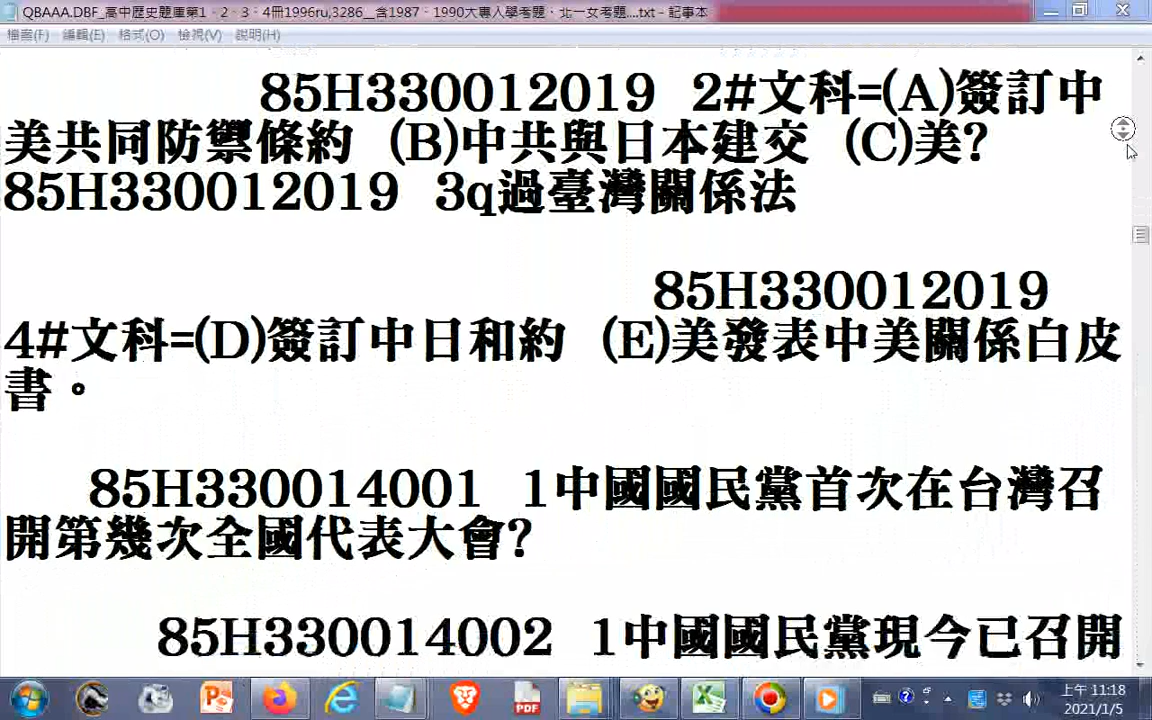 QBAAA.DBF_高中歷史題庫第1、2、3、4冊1996ru,3286__含1987、1990大專人學考題、北一女考題....txt - 記事本
檔案(F) 編輯(E) 格式(O) 檢視(V) 說明(H)
85H330012019 2#文科=(A)簽訂中
美共同防禦條約 (B)中共與日本建交 (C)美?
85H330012019 3q過臺灣關係法
85H330012019
4#文科=(D)簽訂中日和約 (E)美發表中美關係白皮
書。
85H330014001 1中國國民黨首次在台灣召
開第幾次全國代表大會?
85H330014002 1中國國民黨現今已召開
上午 11:18
2021/1/5